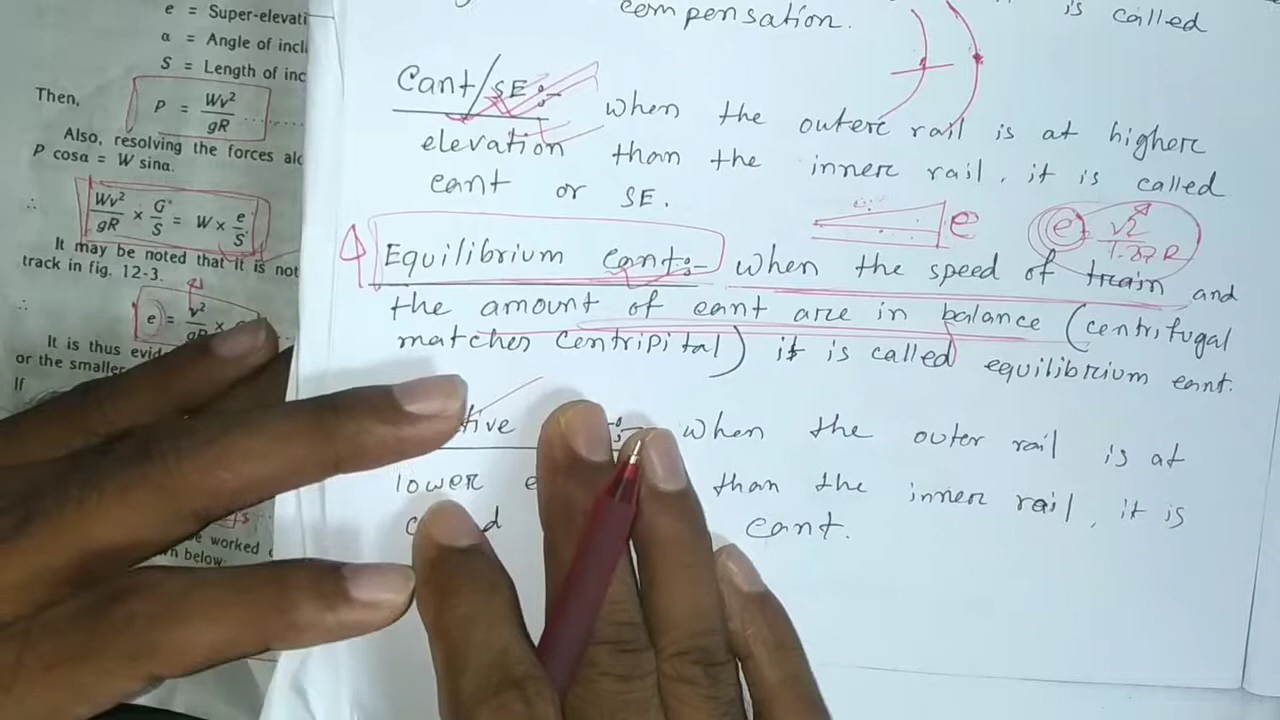 e = Super-elevati
α = Angle of incl
S = Length of inc
Then,
P = Wv²/gR ..........
Also, resolving the forces alo
P cosα = W sinα.
∴ Wv²/gR × G/S = W × e/S
It may be noted that it is not
track in fig. 12-3.
∴ e = v²/gR ×
It is thus evid
or the smaller
If
be worked
wn below:
is called
compensation.
Cant/SE:- when the outer rail is at higher
elevation than the inner rail, it is called
cant or SE.
e
e = v²/1.27 R
Equilibrium cant:- when the speed of train and
the amount of cant are in balance (centrifugal
matches centripital) it is called equilibrium cant.
tive :- when the outer rail is at
lower e than the inner rail, it is
cant.